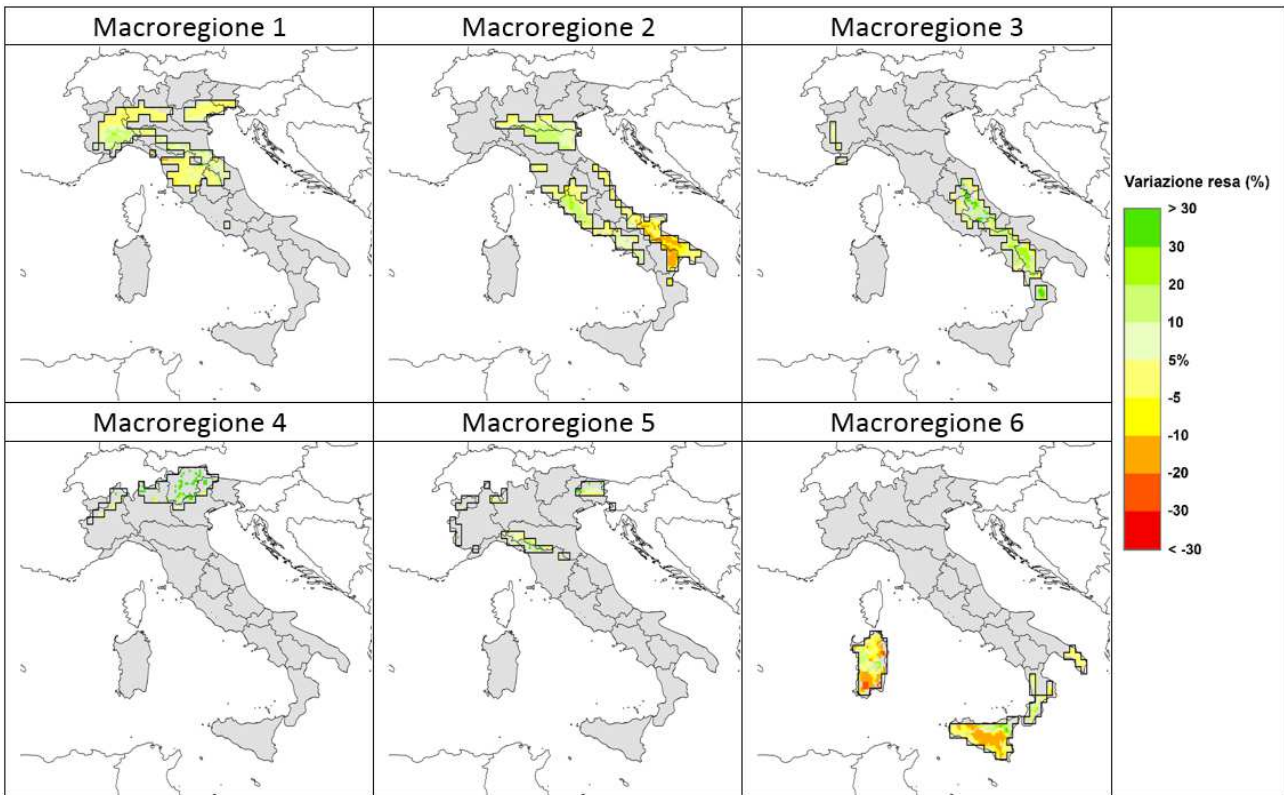 Macroregione 1
Macroregione 2
Macroregione 3
Variazione resa (%)
> 30
30
20
10
5%
-5
-10
-20
-30
< -30
Macroregione 4
Macroregione 5
Macroregione 6